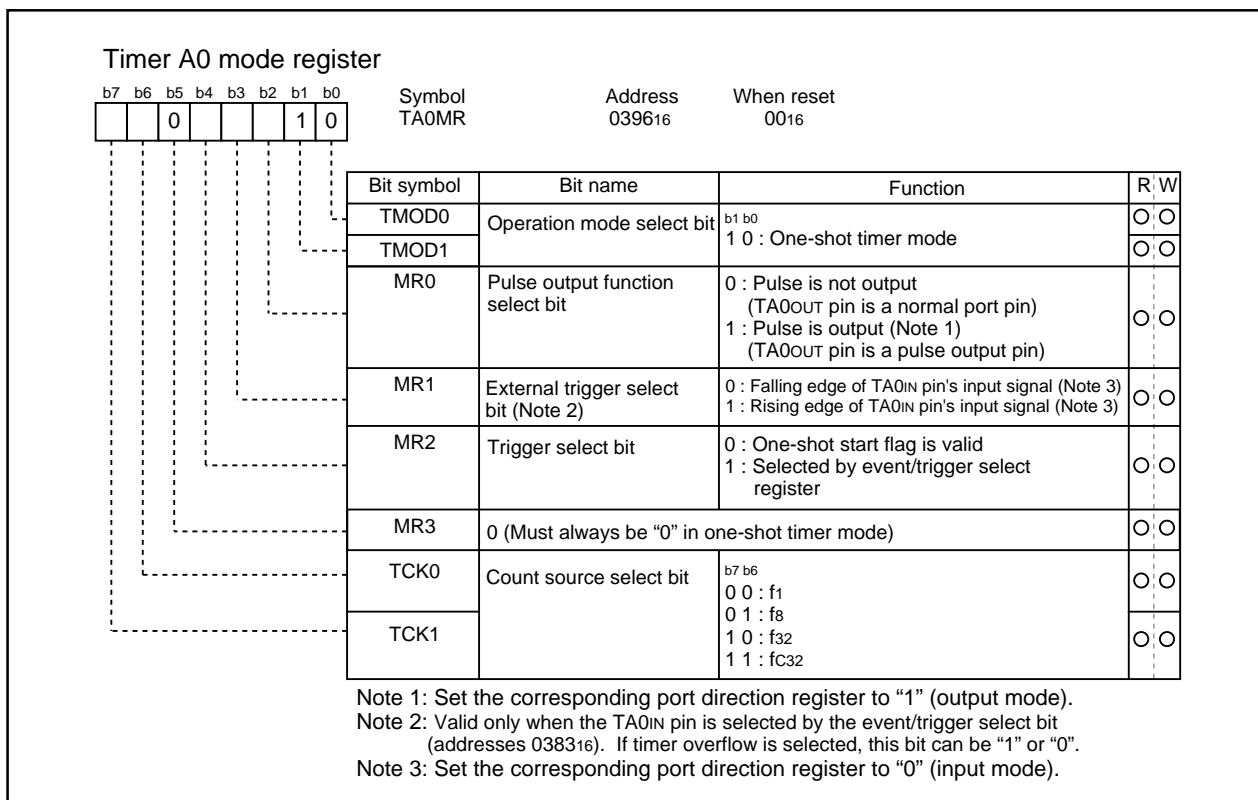 Timer A0 mode register
b7 b6 b5 b4 b3 b2 b1 b0
Symbol Address When reset
TA0MR 039616 0016
0 1 0
Bit symbol Bit name Function R W
TMOD0 Operation mode select bit b1 b0
TMOD1 1 0 : One-shot timer mode
MR0 Pulse output function select bit 0 : Pulse is not output
(TA0OUT pin is a normal port pin)
1 : Pulse is output (Note 1)
(TA0OUT pin is a pulse output pin)
MR1 External trigger select bit (Note 2) 0 : Falling edge of TA0IN pin's input signal (Note 3)
1 : Rising edge of TA0IN pin's input signal (Note 3)
MR2 Trigger select bit 0 : One-shot start flag is valid
1 : Selected by event/trigger select
register
MR3 0 (Must always be “0” in one-shot timer mode)
TCK0 Count source select bit b7 b6
0 0 : f1
0 1 : f8
TCK1 1 0 : f32
1 1 : fC32
Note 1: Set the corresponding port direction register to “1” (output mode).
Note 2: Valid only when the TA0IN pin is selected by the event/trigger select bit
(addresses 038316). If timer overflow is selected, this bit can be “1” or “0”.
Note 3: Set the corresponding port direction register to “0” (input mode).